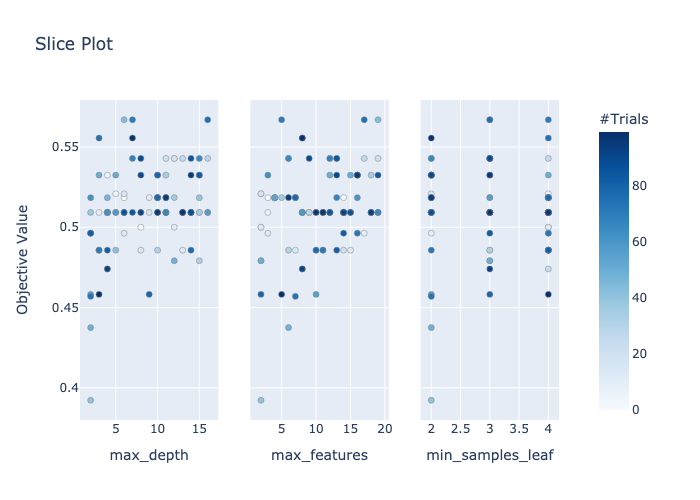 Slice Plot
#Trials
0.55
0.5
0.45
0.4
Objective Value
5 10 15
5 10 15 20
2 2.5 3 3.5 4
max_depth
max_features
min_samples_leaf
80
60
40
20
0